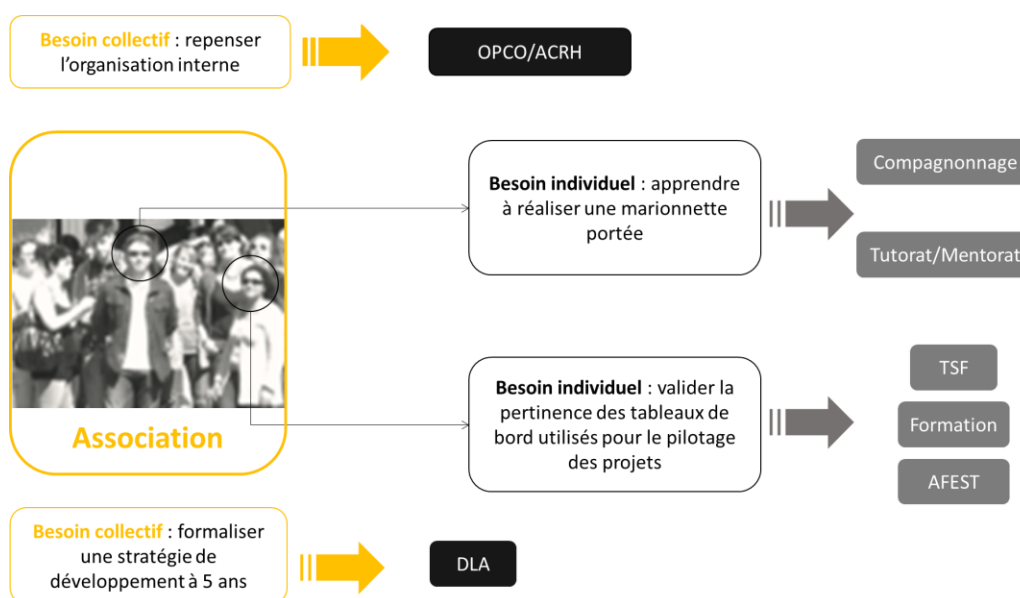 Besoin collectif : repenser
l'organisation interne
OPCO/ACRH
Besoin individuel : apprendre
à réaliser une marionnette
portée
Compagnonnage
Tutorat/Mentorat
Association
Besoin individuel : valider la
pertinence des tableaux de
bord utilisés pour le pilotage
des projets
TSF
Formation
AFEST
Besoin collectif : formaliser
une stratégie de
développement à 5 ans
DLA